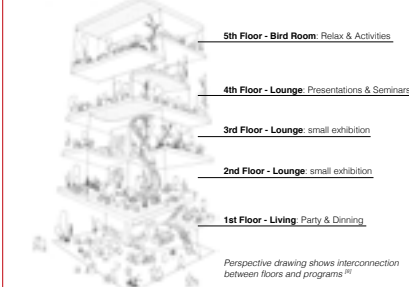 5th Floor - Bird Room: Relax & Activities
4th Floor - Lounge: Presentations & Seminars
3rd Floor - Lounge: small exhibition
2nd Floor - Lounge: small exhibition
1st Floor - Living: Party & Dinning
Perspective drawing shows interconnection
between floors and programs [8]